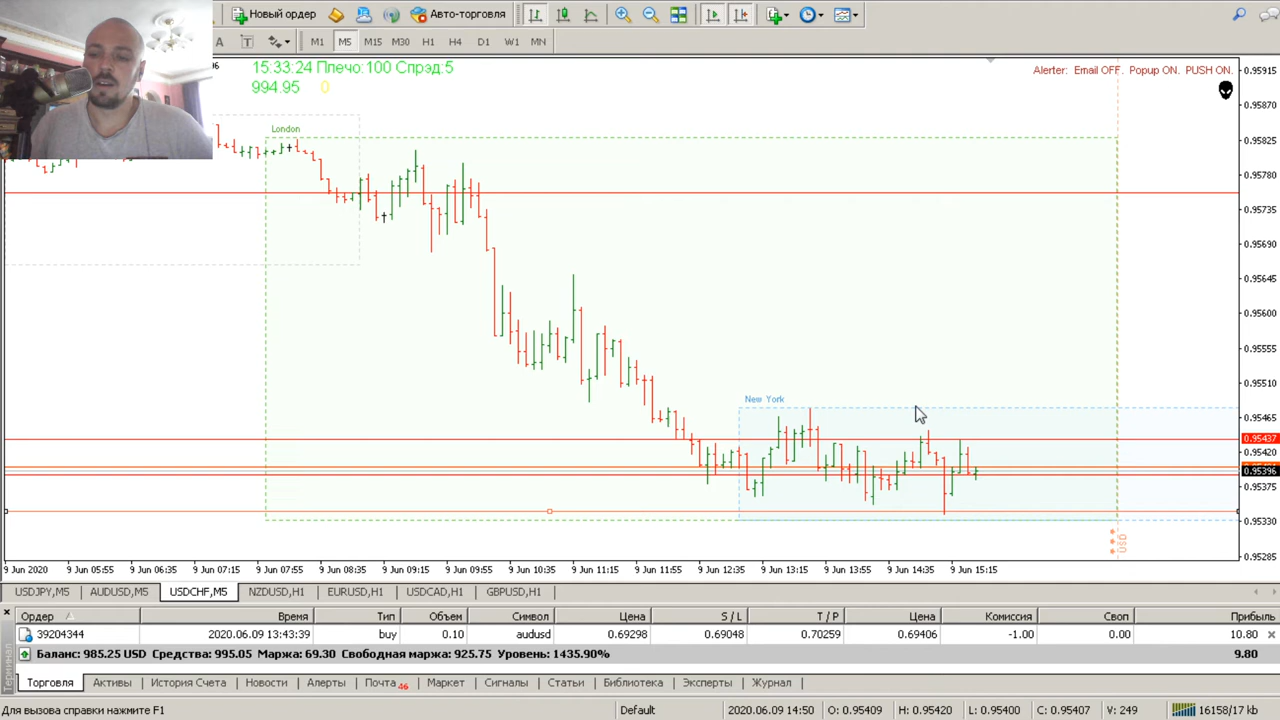 Новый ордер Авто-торговля
A T M1 M5 M15 M30 H1 H4 D1 W1 MN
15:33:24 Плечо:100 Спрэд:5
994.95 0
Alerter: Email OFF. Popup ON. PUSH ON.
London
New York
USD
0.95915
0.95870
0.95825
0.95780
0.95735
0.95690
0.95645
0.95600
0.95555
0.95510
0.95465
0.95437
0.95420
0.95396
0.95375
0.95330
0.95285
9 Jun 2020 9 Jun 05:55 9 Jun 06:35 9 Jun 07:15 9 Jun 07:55 9 Jun 08:35 9 Jun 09:15 9 Jun 09:55 9 Jun 10:35 9 Jun 11:15 9 Jun 11:55 9 Jun 12:35 9 Jun 13:15 9 Jun 13:55 9 Jun 14:35 9 Jun 15:15
USDJPY,M5 AUDUSD,M5 USDCHF,M5 NZDUSD,H1 EURUSD,H1 USDCAD,H1 GBPUSD,H1
Ордер Время Тип Объем Символ Цена S / L T / P Цена Комиссия Своп Прибыль
39204344 2020.06.09 13:43:39 buy 0.10 audusd 0.69298 0.69048 0.70259 0.69406 -1.00 0.00 10.80
Баланс: 985.25 USD Средства: 995.05 Маржа: 69.30 Свободная маржа: 925.75 Уровень: 1435.90% 9.80
Терминал
Торговля Активы История Счета Новости Алерты Почта 46 Маркет Сигналы Статьи Библиотека Эксперты Журнал
Для вызова справки нажмите F1 Default 2020.06.09 14:50 O: 0.95409 H: 0.95420 L: 0.95400 C: 0.95407 V: 249 16158/17 kb